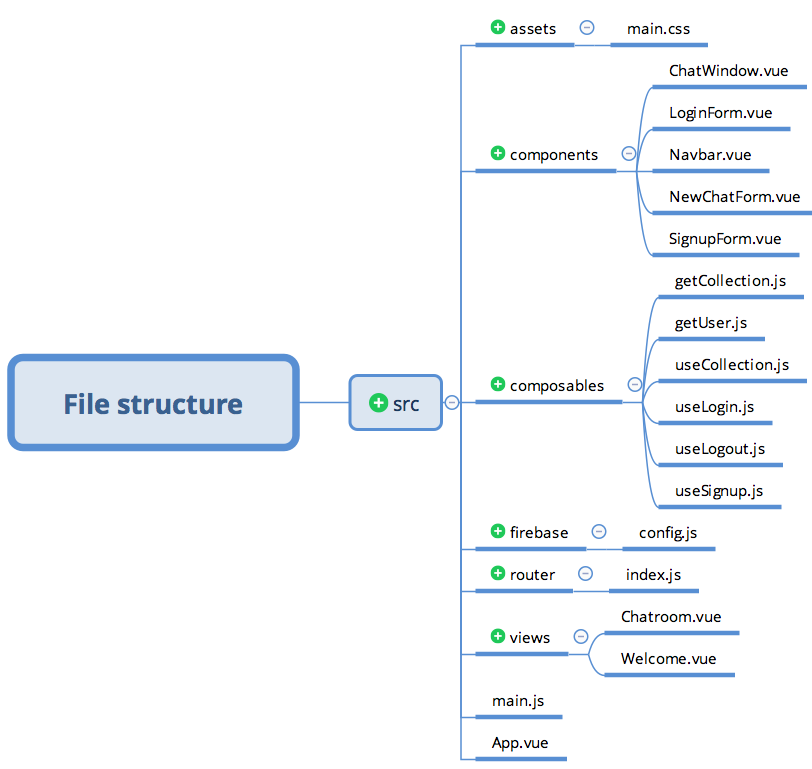 File structure
src
assets
main.css
components
ChatWindow.vue
LoginForm.vue
Navbar.vue
NewChatForm.vue
SignupForm.vue
composables
getCollection.js
getUser.js
useCollection.js
useLogin.js
useLogout.js
useSignup.js
firebase
config.js
router
index.js
views
Chatroom.vue
Welcome.vue
main.js
App.vue